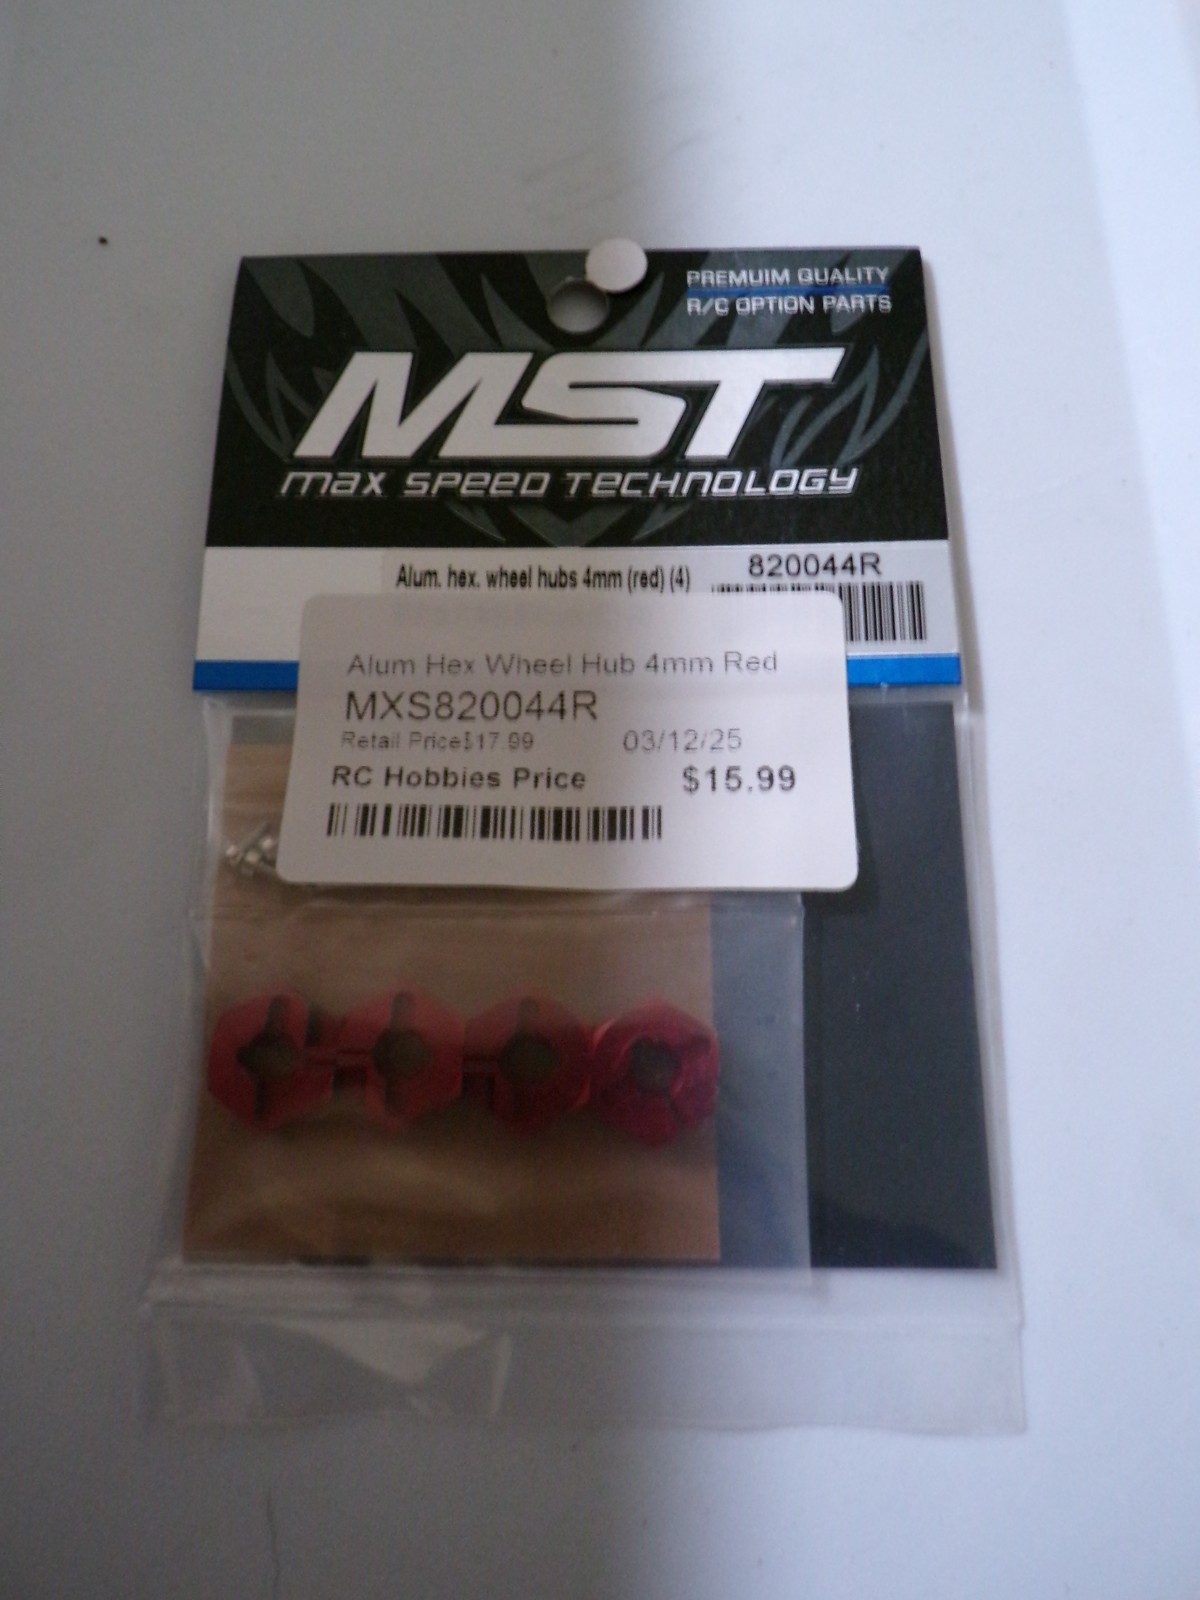 PREMUIM QUALITY
R/C OPTION PARTS
MST
MAX SPEED TECHNOLOGY
Alum. hex. wheel hubs 4mm (red) (4)
820044R
Alum Hex Wheel Hub 4mm Red
MXS820044R
Retail Price$17.99 03/12/25
RC Hobbies Price $15.99